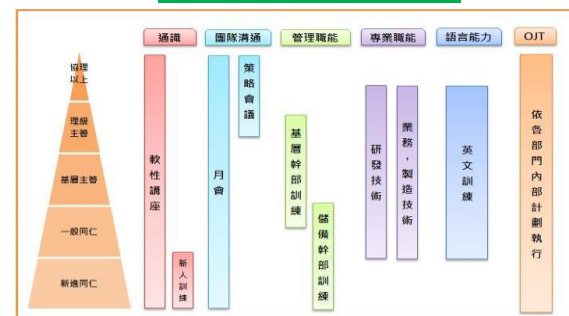 通識
團隊溝通
管理職能
專業職能
語言能力
OJT
協理
以上
理級
主管
基層主管
一般同仁
新進同仁
軟性講座
新人訓練
月會
策略會議
基層幹部訓練
儲備幹部訓練
研發技術
業務，製造技術
英文訓練
依各部門內部計劃執行